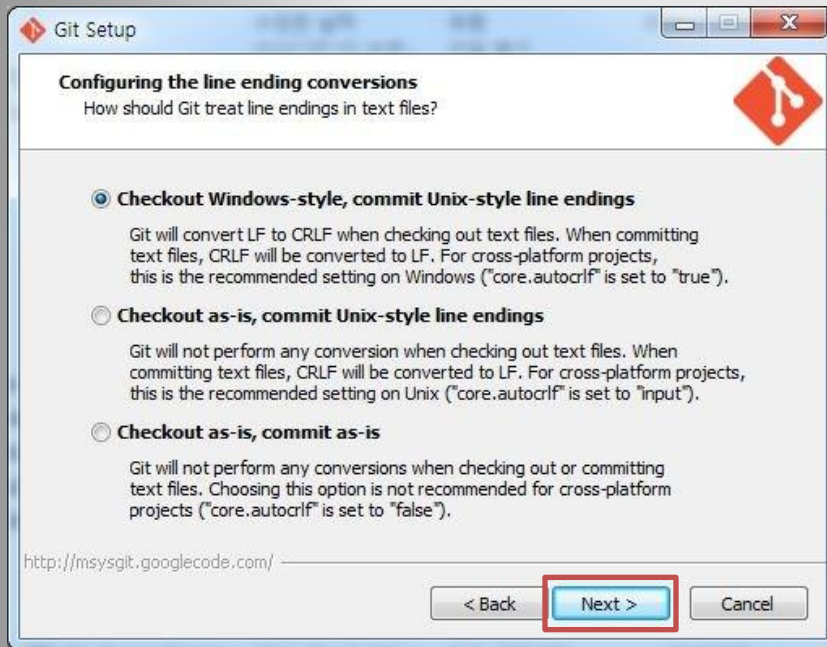 Git Setup
Configuring the line ending conversions
How should Git treat line endings in text files?
Checkout Windows-style, commit Unix-style line endings
Git will convert LF to CRLF when checking out text files. When committing
text files, CRLF will be converted to LF. For cross-platform projects,
this is the recommended setting on Windows ("core.autocrlf" is set to "true").
Checkout as-is, commit Unix-style line endings
Git will not perform any conversion when checking out text files. When
committing text files, CRLF will be converted to LF. For cross-platform projects,
this is the recommended setting on Unix ("core.autocrlf" is set to "input").
Checkout as-is, commit as-is
Git will not perform any conversions when checking out or committing
text files. Choosing this option is not recommended for cross-platform
projects ("core.autocrlf" is set to "false").
http://msysgit.googlecode.com/
< Back
Next >
Cancel